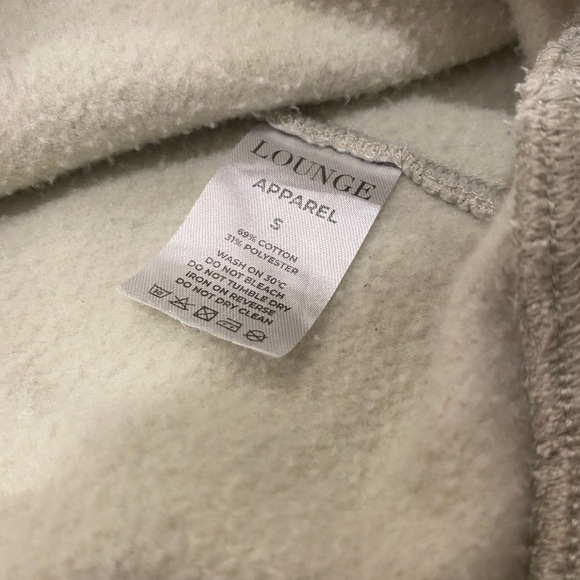 LOUNGE
APPAREL
S
69% COTTON
31% POLYESTER
WASH ON 30°C
DO NOT BLEACH
DO NOT TUMBLE DRY
IRON ON REVERSE
DO NOT DRY CLEAN